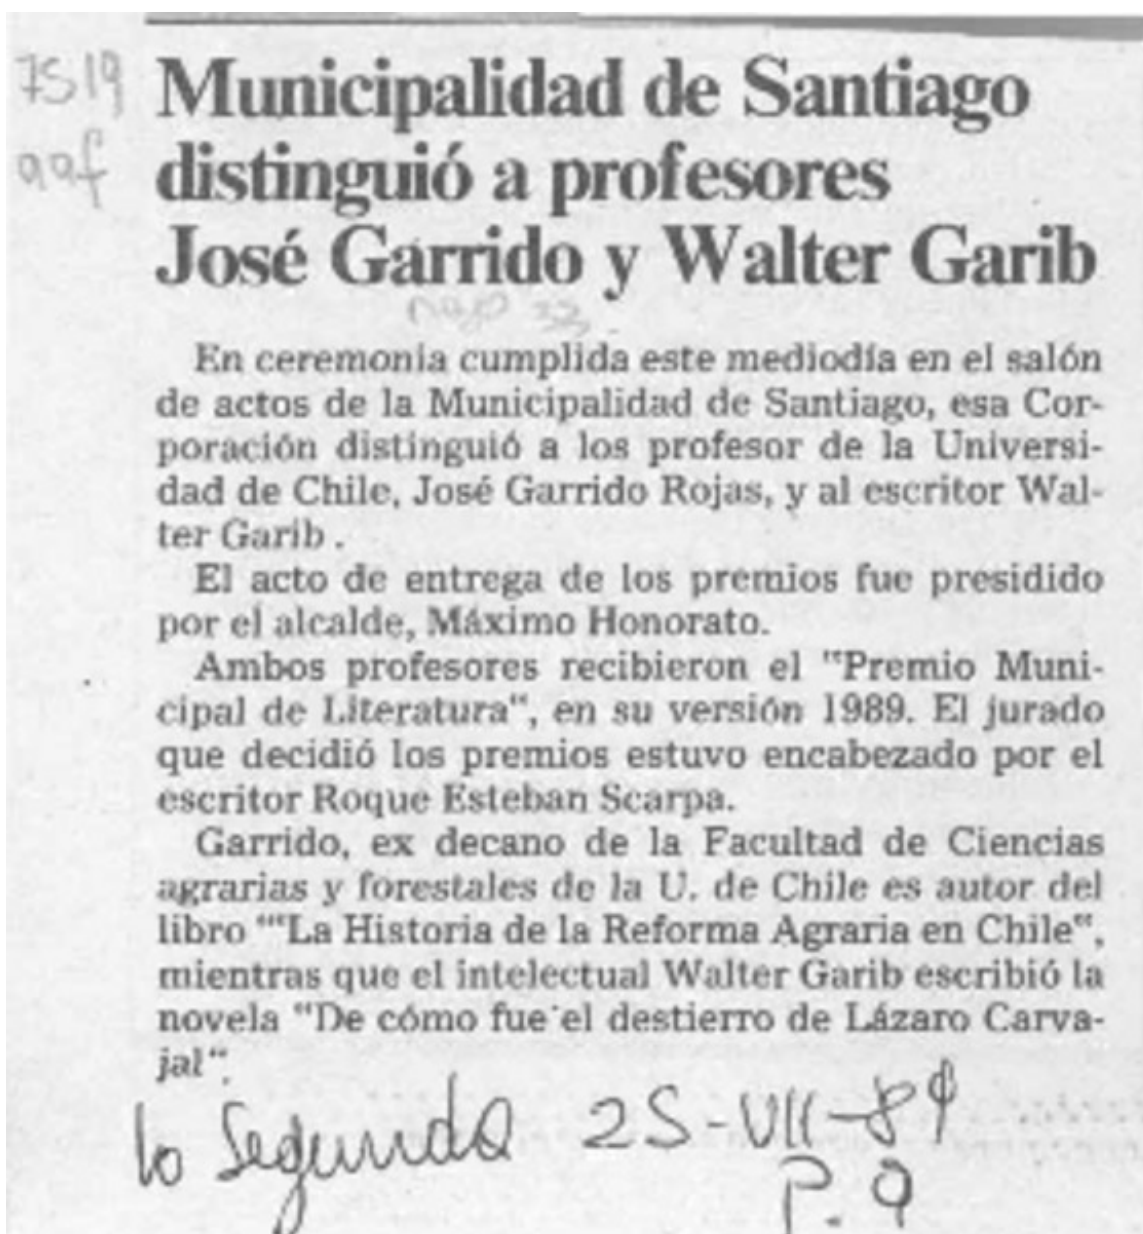 7519
aaf
Municipalidad de Santiago
distinguió a profesores
José Garrido y Walter Garib
En ceremonia cumplida este mediodía en el salón
de actos de la Municipalidad de Santiago, esa Cor-
poración distinguió a los profesor de la Universi-
dad de Chile, José Garrido Rojas, y al escritor Wal-
ter Garib .
El acto de entrega de los premios fue presidido
por el alcalde, Máximo Honorato.
Ambos profesores recibieron el "Premio Muni-
cipal de Literatura", en su versión 1989. El jurado
que decidió los premios estuvo encabezado por el
escritor Roque Esteban Scarpa.
Garrido, ex decano de la Facultad de Ciencias
agrarias y forestales de la U. de Chile es autor del
libro "'La Historia de la Reforma Agraria en Chile",
mientras que el intelectual Walter Garib escribió la
novela "De cómo fue el destierro de Lázaro Carva-
jal".
la Segunda 25-VII-89
P. 9